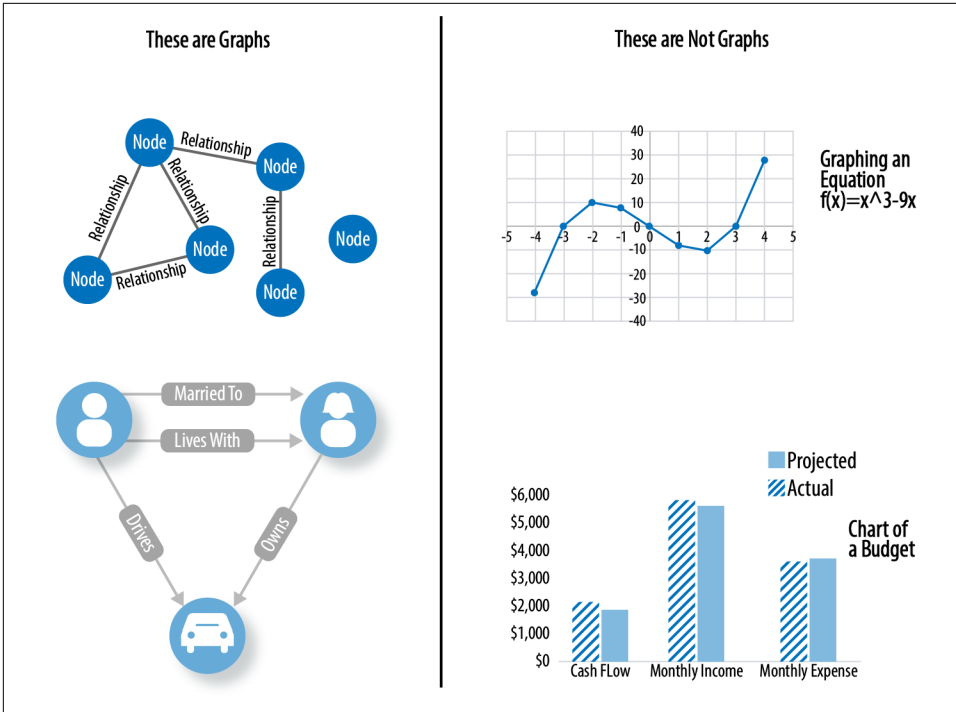 These are Graphs
Node
Relationship
Node
Relationship
Relationship
Relationship
Node
Node
Node
Relationship
Node
Married To
Lives With
Drives
Owns
These are Not Graphs
40
30
20
10
0
-5 -4 -3 -2 -1 0 1 2 3 4 5
-10
-20
-30
-40
Graphing an
Equation
f(x)=x^3-9x
Projected
Actual
$6,000
$5,000
$4,000
$3,000
$2,000
$1,000
$0
Cash FLow Monthly Income Monthly Expense
Chart of
a Budget